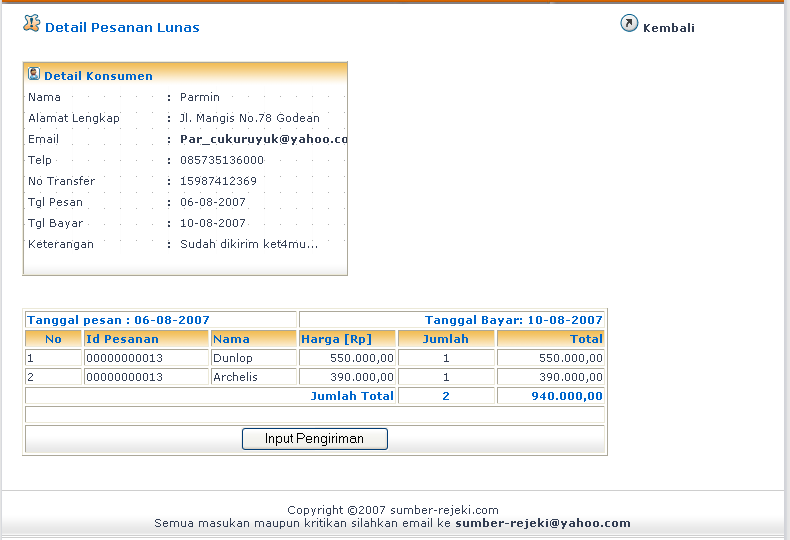 Detail Pesanan Lunas
Kembali
Detail Konsumen
Nama : Parmin
Alamat Lengkap : Jl. Mangis No.78 Godean
Email : Par_cukuruyuk@yahoo.co
Telp : 085735136000
No Transfer : 15987412369
Tgl Pesan : 06-08-2007
Tgl Bayar : 10-08-2007
Keterangan : Sudah dikirim ket4mu...
Tanggal pesan : 06-08-2007 Tanggal Bayar: 10-08-2007
No Id Pesanan Nama Harga [Rp] Jumlah Total
1 00000000013 Dunlop 550.000,00 1 550.000,00
2 00000000013 Archelis 390.000,00 1 390.000,00
Jumlah Total 2 940.000,00
Input Pengiriman
Copyright ©2007 sumber-rejeki.com
Semua masukan maupun kritikan silahkan email ke sumber-rejeki@yahoo.com